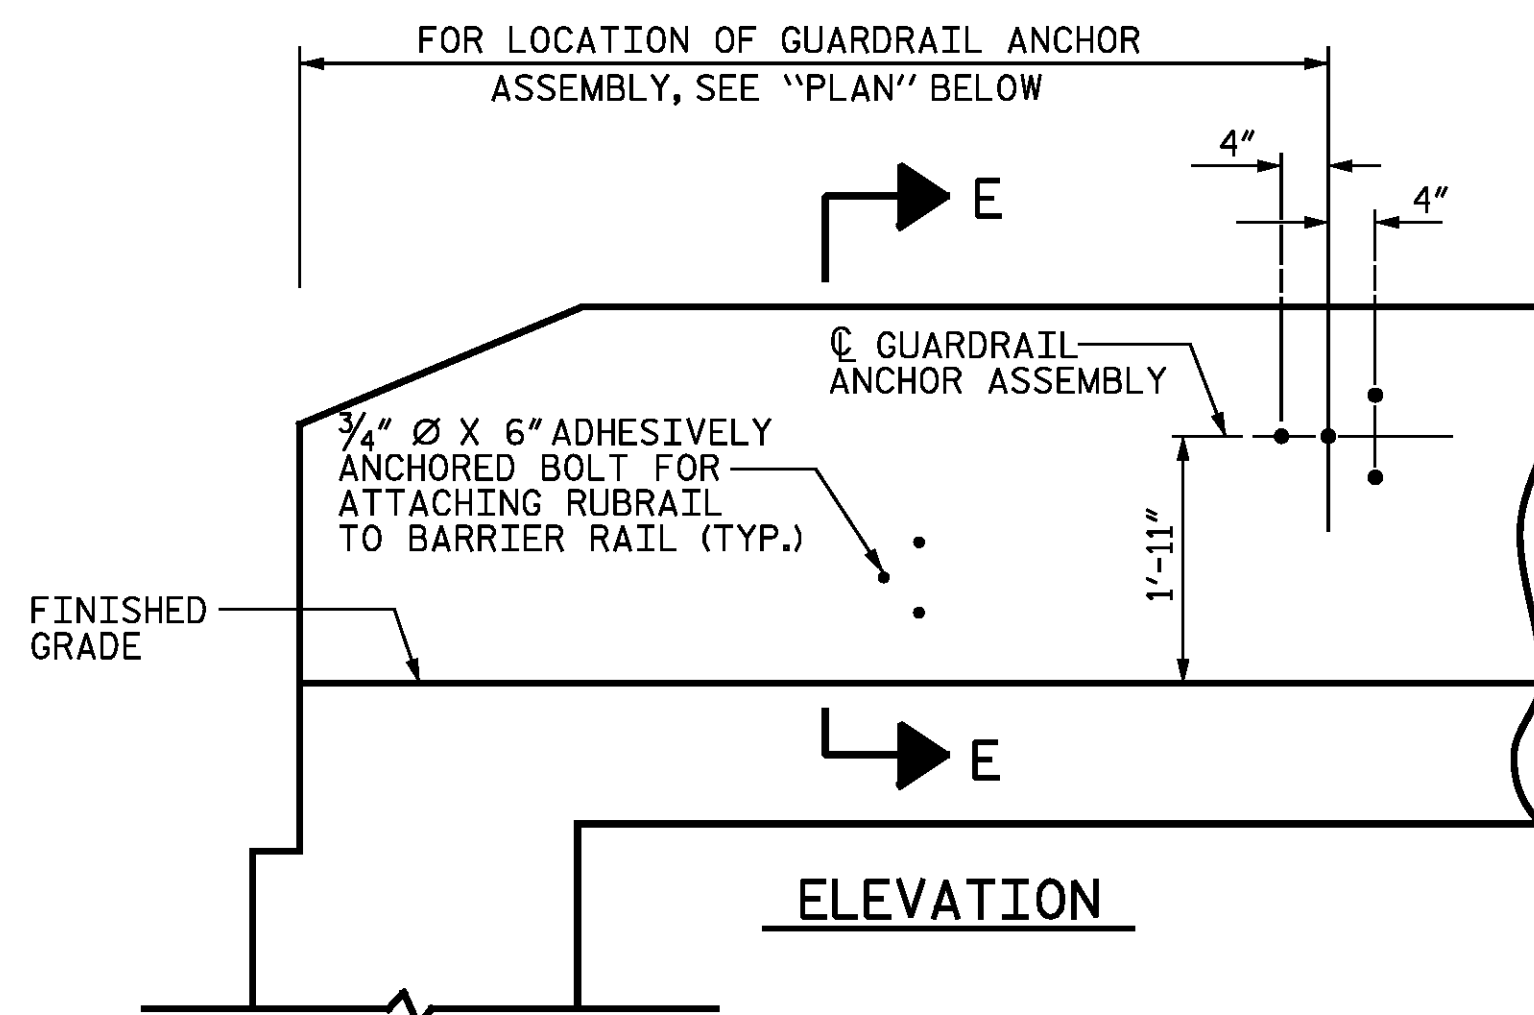 FOR LOCATION OF GUARDRAIL ANCHOR
ASSEMBLY, SEE "PLAN" BELOW
4"
4"
E
℄ GUARDRAIL
ANCHOR ASSEMBLY
3/4" Ø X 6" ADHESIVELY
ANCHORED BOLT FOR
ATTACHING RUBRAIL
TO BARRIER RAIL (TYP.)
1'-11"
FINISHED
GRADE
E
ELEVATION